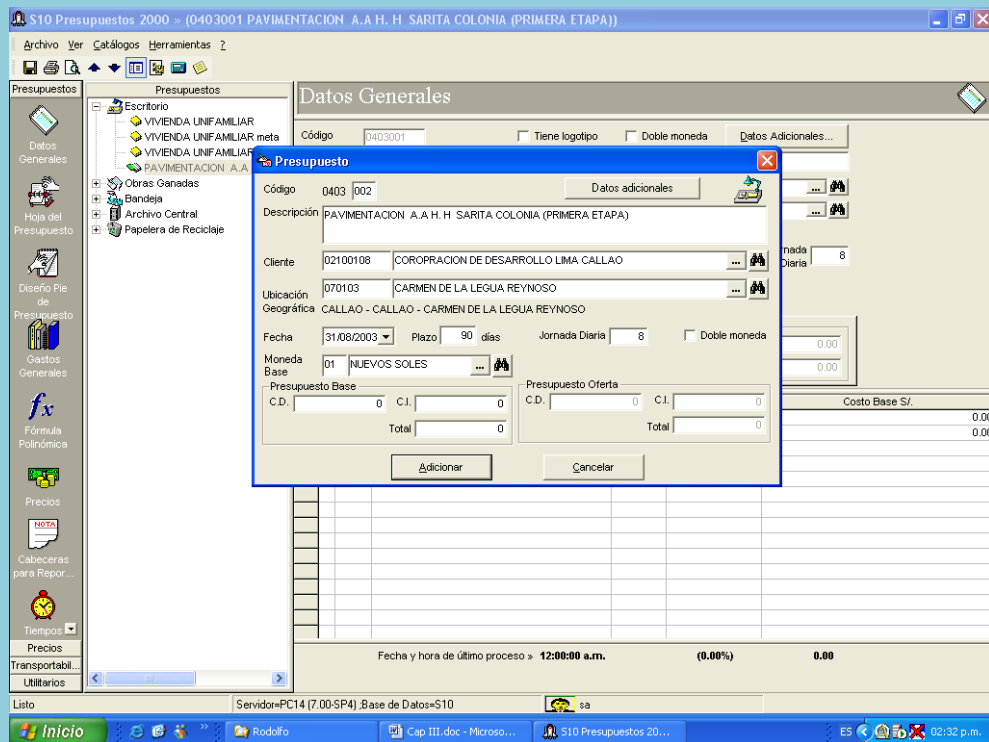 S10 Presupuestos 2000 » (0403001 PAVIMENTACION A.A H. H SARITA COLONIA (PRIMERA ETAPA))
Archivo Ver Catálogos Herramientas ?
Presupuestos
Datos Generales
Hoja del Presupuesto
Diseño Pie de Presupuesto
Gastos Generales
fx
Fórmula Polinómica
Precios
NOTA
Cabeceras para Repor...
Tiempos
Precios
Transportabil...
Utilitarios
Presupuestos
Escritorio
VIVIENDA UNIFAMILIAR
VIVIENDA UNIFAMILIAR meta
VIVIENDA UNIFAMILIAR
PAVIMENTACION A.A
Obras Ganadas
Bandeja
Archivo Central
Papelera de Reciclaje
Datos Generales
Código 0403001 Tiene logotipo Doble moneda Datos Adicionales...
...
...
nada Diaria 8
0.00
0.00
Costo Base S/.
0.00
0.00
Presupuesto
Código 0403 002 Datos adicionales
Descripción PAVIMENTACION A.A H. H SARITA COLONIA (PRIMERA ETAPA)
Cliente 02100108 COROPRACION DE DESARROLLO LIMA CALLAO ...
Ubicación Geográfica 070103 CARMEN DE LA LEGUA REYNOSO ...
CALLAO - CALLAO - CARMEN DE LA LEGUA REYNOSO
Fecha 31/08/2003 Plazo 90 días Jornada Diaria 8 Doble moneda
Moneda Base 01 NUEVOS SOLES ...
Presupuesto Base
C.D. 0 C.I. 0
Total 0
Presupuesto Oferta
C.D. 0 C.I. 0
Total 0
Adicionar Cancelar
Fecha y hora de último proceso » 12:00:00 a.m. (0.00%) 0.00
Listo Servidor=PC14 (7.00-SP4) ;Base de Datos=S10 sa
Inicio » Rodolfo Cap III.doc - Microso... S10 Presupuestos 20... ES 02:32 p.m.